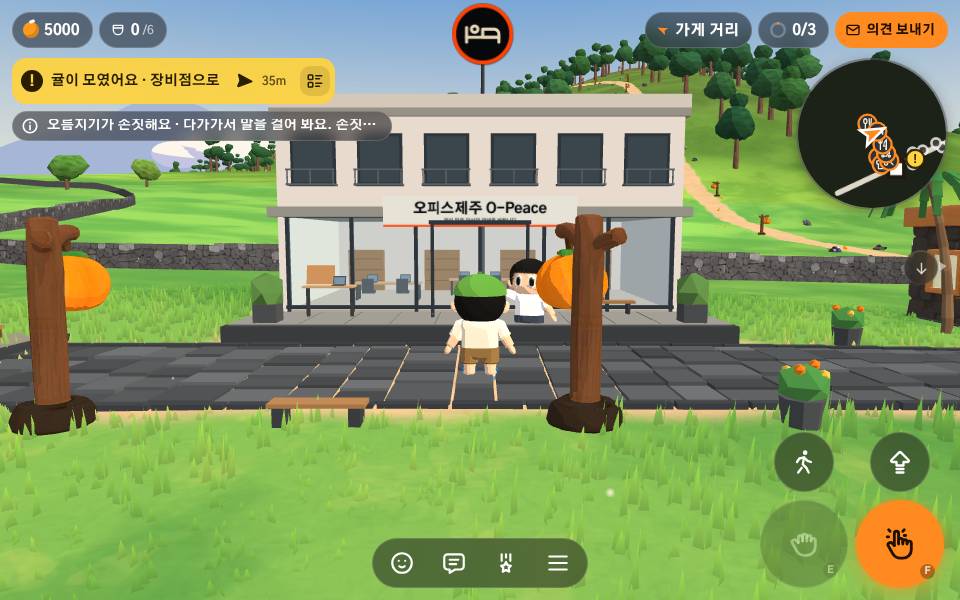 5000
0/6
가게 거리
0/3
의견 보내기
귤이 모였어요 · 장비점으로
35m
오름지기가 손짓해요 · 다가가서 말을 걸어 봐요. 손짓…
오피스제주 O-Peace
E
F